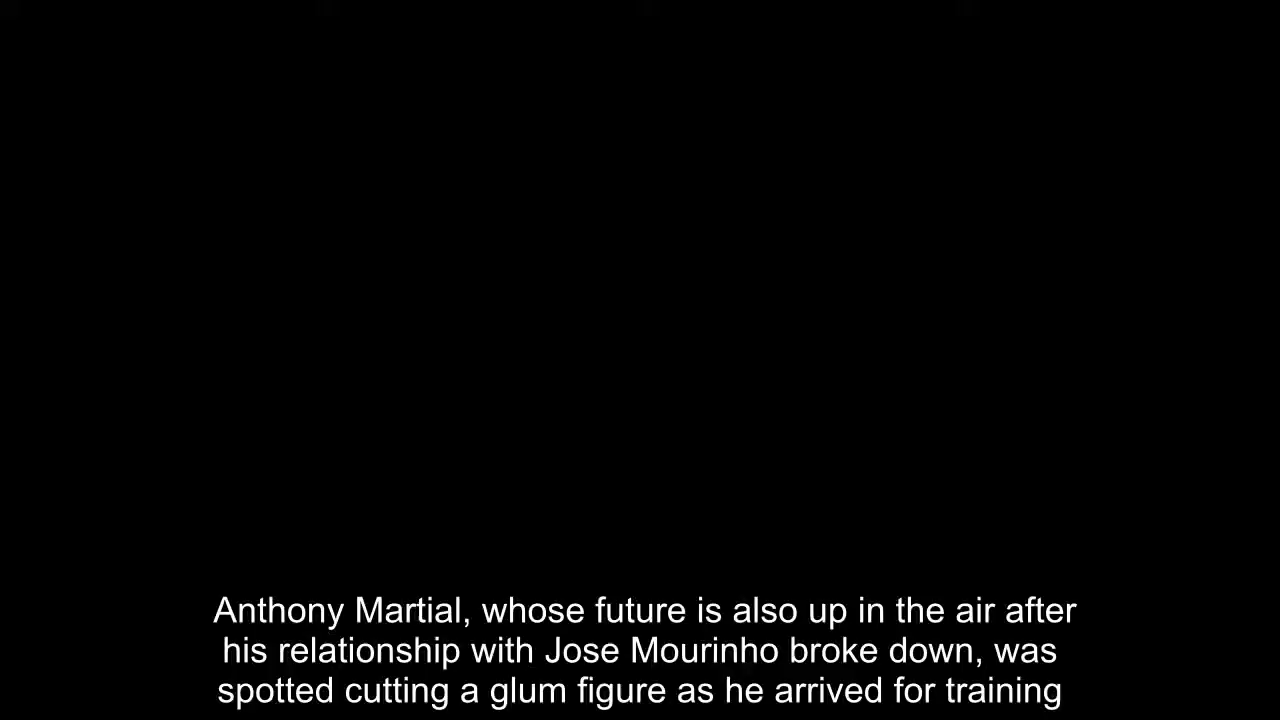 Anthony Martial, whose future is also up in the air after
his relationship with Jose Mourinho broke down, was
spotted cutting a glum figure as he arrived for training